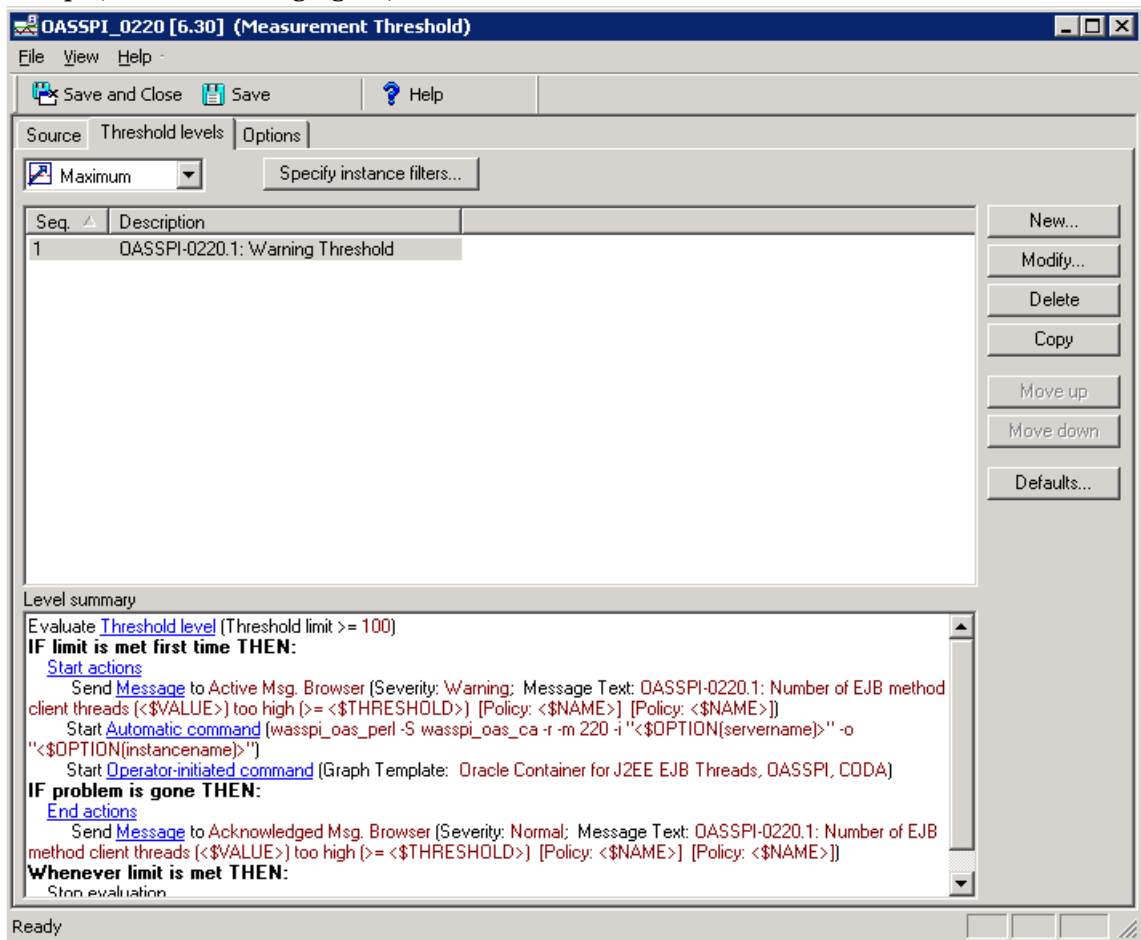 OASSPI_0220 [6.30] (Measurement Threshold)
File View Help
Save and Close Save Help
Source Threshold levels Options
Maximum Specify instance filters...
Seq. Description
1 OASSPI-0220.1: Warning Threshold
New...
Modify...
Delete
Copy
Move up
Move down
Defaults...
Level summary
Evaluate Threshold level (Threshold limit >= 100)
IF limit is met first time THEN:
Start actions
Send Message to Active Msg. Browser (Severity: Warning; Message Text: OASSPI-0220.1: Number of EJB method
client threads (<$VALUE>) too high (>= <$THRESHOLD>) [Policy: <$NAME>] [Policy: <$NAME>])
Start Automatic command (wasspi_oas_perl -S wasspi_oas_ca -r -m 220 -i "<$OPTION(servername)>" -o
"<$OPTION(instancename)>")
Start Operator-initiated command (Graph Template: Oracle Container for J2EE EJB Threads, OASSPI, CODA)
IF problem is gone THEN:
End actions
Send Message to Acknowledged Msg. Browser (Severity: Normal; Message Text: OASSPI-0220.1: Number of EJB
method client threads (<$VALUE>) too high (>= <$THRESHOLD>) [Policy: <$NAME>] [Policy: <$NAME>])
Whenever limit is met THEN:
Stop evaluation
Ready